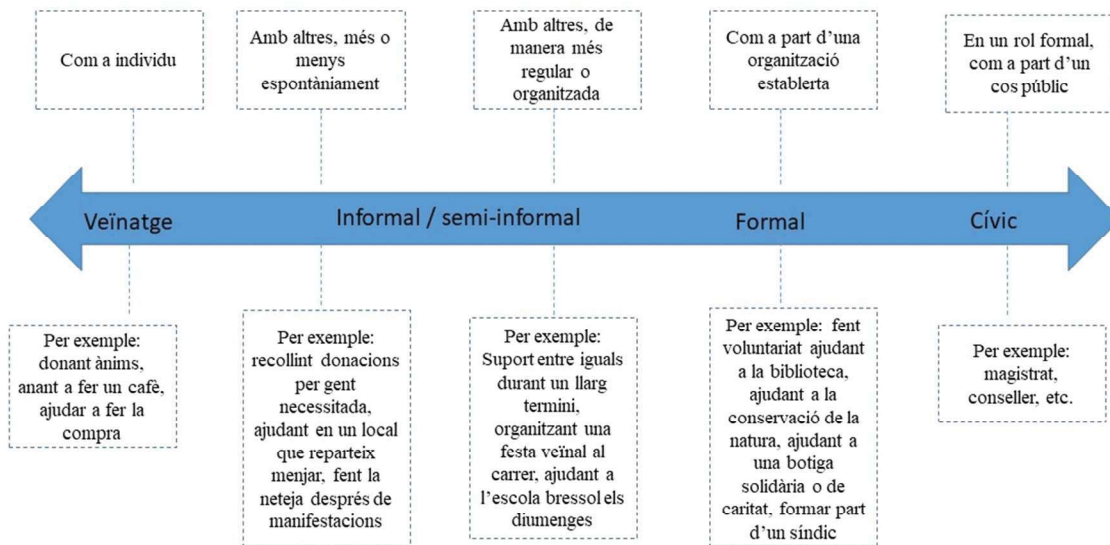 Com a individu
Amb altres, més o
menys
espontàniament
Amb altres, de
manera més
regular o
organitzada
Com a part d'una
organització
establerta
En un rol formal,
com a part d'un
cos públic
Veïnatge
Informal / semi-informal
Formal
Cívic
Per exemple:
donant ànims,
anant a fer un cafè,
ajudar a fer la
compra
Per exemple:
recollint donacions
per gent
necessitada,
ajudant en un local
que reparteix
menjar, fent la
neteja després de
manifestacions
Per exemple:
Suport entre iguals
durant un llarg
termini,
organitzant una
festa veïnal al
carrer, ajudant a
l'escola bressol els
diumenges
Per exemple: fent
voluntariat ajudant
a la biblioteca,
ajudant a la
conservació de la
natura, ajudant a
una botiga
solidària o de
caritat, formar part
d'un síndic
Per exemple:
magistrat,
conseller, etc.